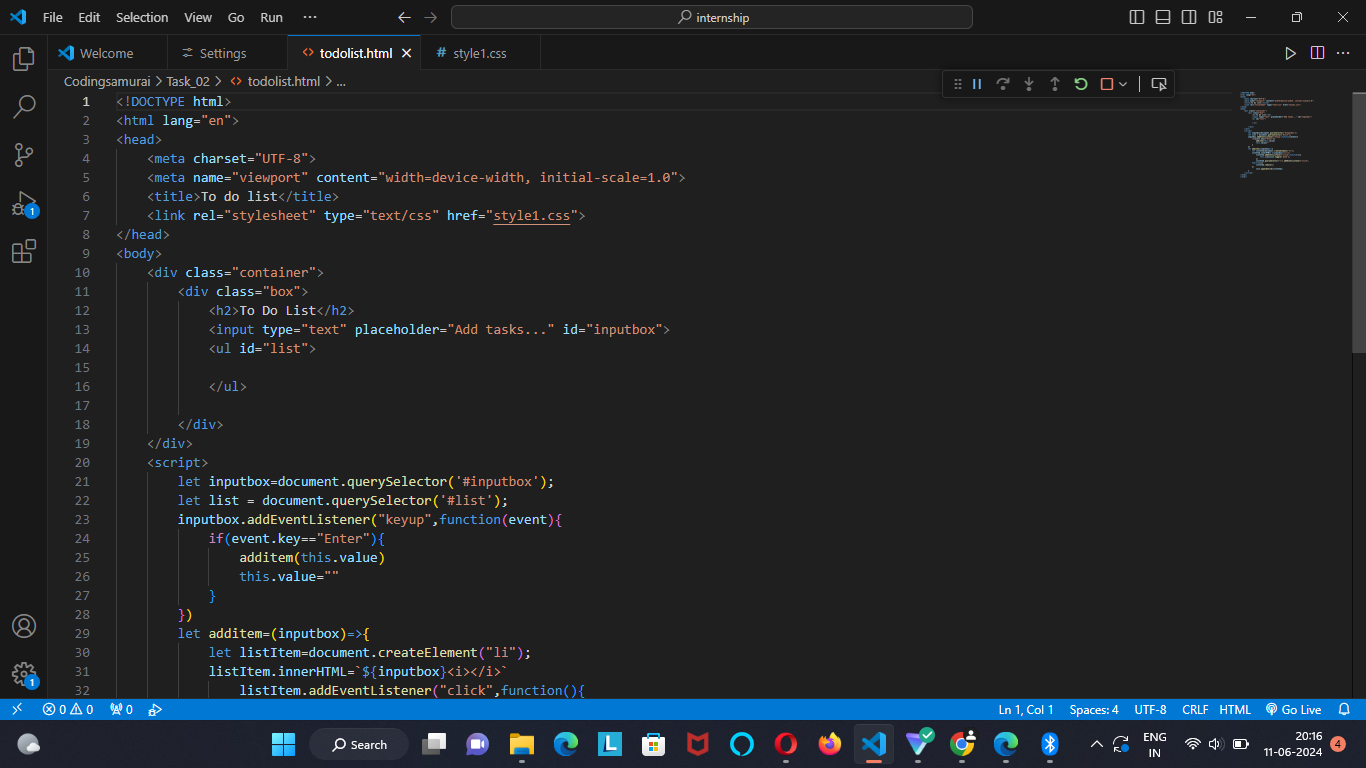 File Edit Selection View Go Run ··· internship
Welcome Settings todolist.html style1.css
Codingsamurai > Task_02 > todolist.html > ...
1 <!DOCTYPE html>
2 <html lang="en">
3 <head>
4 <meta charset="UTF-8">
5 <meta name="viewport" content="width=device-width, initial-scale=1.0">
6 <title>To do list</title>
7 <link rel="stylesheet" type="text/css" href="style1.css">
8 </head>
9 <body>
10 <div class="container">
11 <div class="box">
12 <h2>To Do List</h2>
13 <input type="text" placeholder="Add tasks..." id="inputbox">
14 <ul id="list">
15
16 </ul>
17
18 </div>
19 </div>
20 <script>
21 let inputbox=document.querySelector('#inputbox');
22 let list = document.querySelector('#list');
23 inputbox.addEventListener("keyup",function(event){
24 if(event.key=="Enter"){
25 additem(this.value)
26 this.value=""
27 }
28 })
29 let additem=(inputbox)=>{
30 let listItem=document.createElement("li");
31 listItem.innerHTML=`${inputbox}<i></i>`
32 listItem.addEventListener("click",function(){
1
1
0 0 0 Ln 1, Col 1 Spaces: 4 UTF-8 CRLF HTML Go Live
Search L ENG IN 20:16 11-06-2024 4